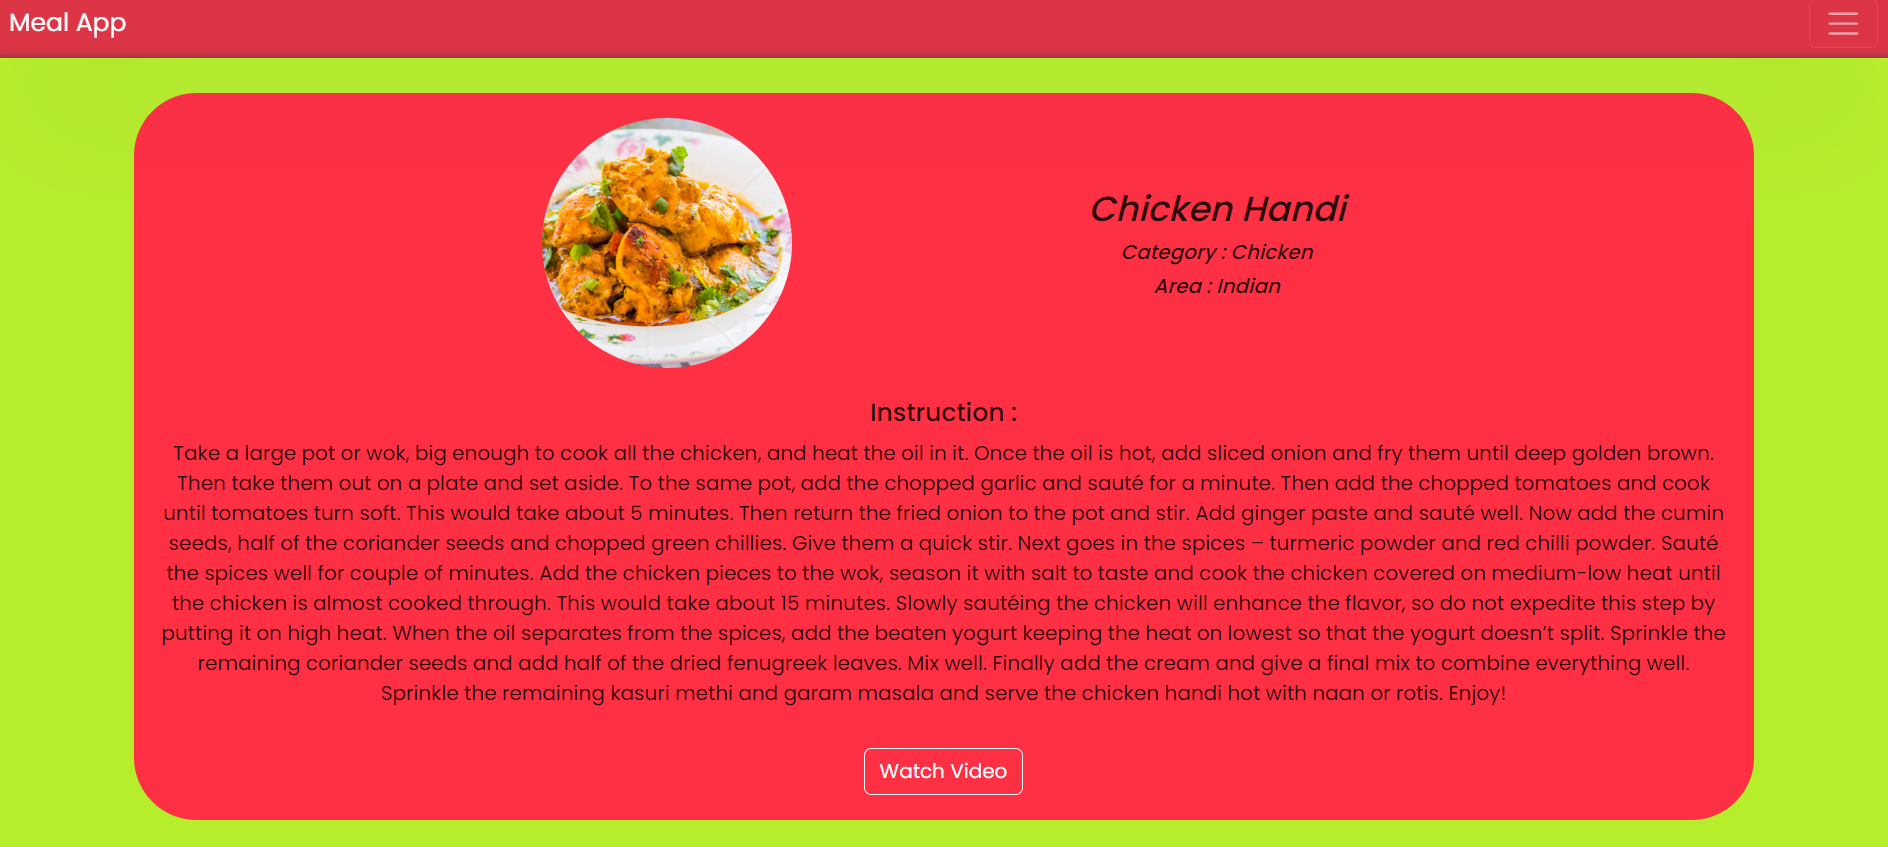 Meal App
Chicken Handi
Category : Chicken
Area : Indian
Instruction :
Take a large pot or wok, big enough to cook all the chicken, and heat the oil in it. Once the oil is hot, add sliced onion and fry them until deep golden brown.
Then take them out on a plate and set aside. To the same pot, add the chopped garlic and sauté for a minute. Then add the chopped tomatoes and cook
until tomatoes turn soft. This would take about 5 minutes. Then return the fried onion to the pot and stir. Add ginger paste and sauté well. Now add the cumin
seeds, half of the coriander seeds and chopped green chillies. Give them a quick stir. Next goes in the spices – turmeric powder and red chilli powder. Sauté
the spices well for couple of minutes. Add the chicken pieces to the wok, season it with salt to taste and cook the chicken covered on medium-low heat until
the chicken is almost cooked through. This would take about 15 minutes. Slowly sautéing the chicken will enhance the flavor, so do not expedite this step by
putting it on high heat. When the oil separates from the spices, add the beaten yogurt keeping the heat on lowest so that the yogurt doesn’t split. Sprinkle the
remaining coriander seeds and add half of the dried fenugreek leaves. Mix well. Finally add the cream and give a final mix to combine everything well.
Sprinkle the remaining kasuri methi and garam masala and serve the chicken handi hot with naan or rotis. Enjoy!
Watch Video